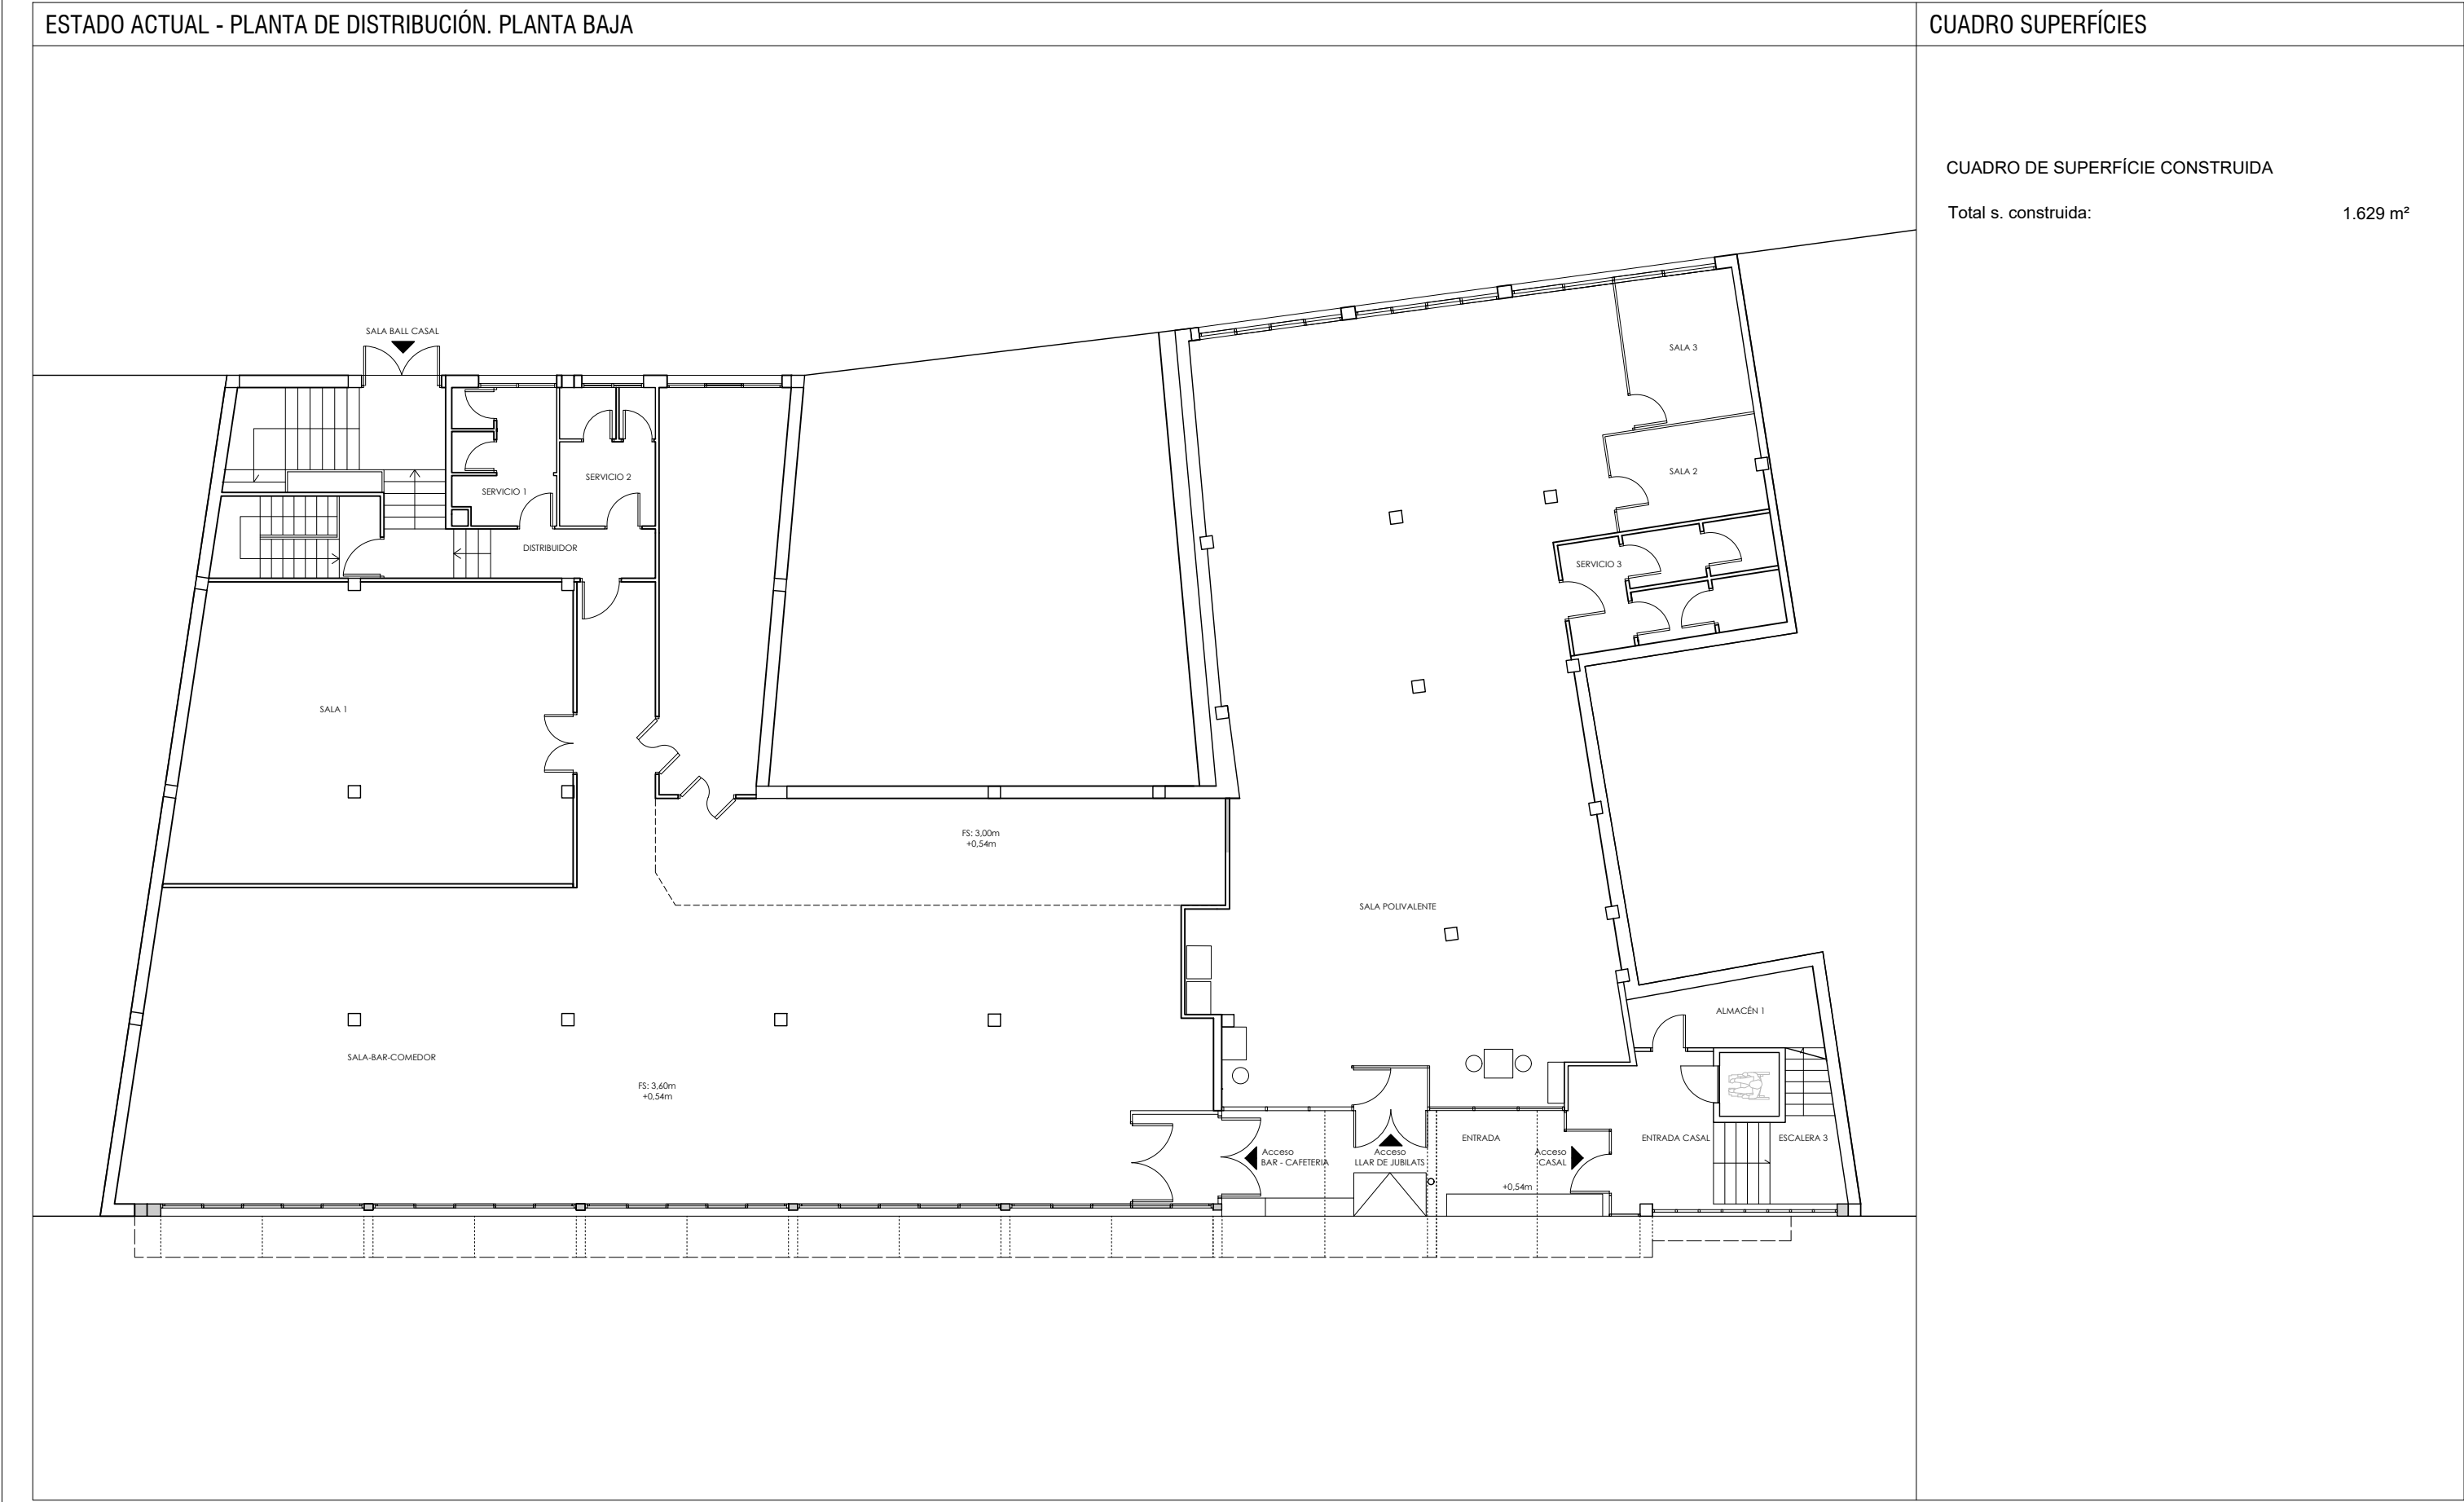 ESTADO ACTUAL - PLANTA DE DISTRIBUCIÓN. PLANTA BAJA
CUADRO SUPERFÍCIES
CUADRO DE SUPERFÍCIE CONSTRUIDA
Total s. construida: 1.629 m²
SALA BALL CASAL
SALA 3
SALA 2
SERVICIO 1
SERVICIO 2
DISTRIBUIDOR
SERVICIO 3
SALA 1
FS: 3,00m
+0,54m
SALA POLIVALENTE
ALMACÉN 1
SALA-BAR-COMEDOR
FS: 3,60m
+0,54m
Acceso
BAR - CAFETERIA
Acceso
LLAR DE JUBILATS
ENTRADA
Acceso
CASAL
ENTRADA CASAL
ESCALERA 3
+0,54m